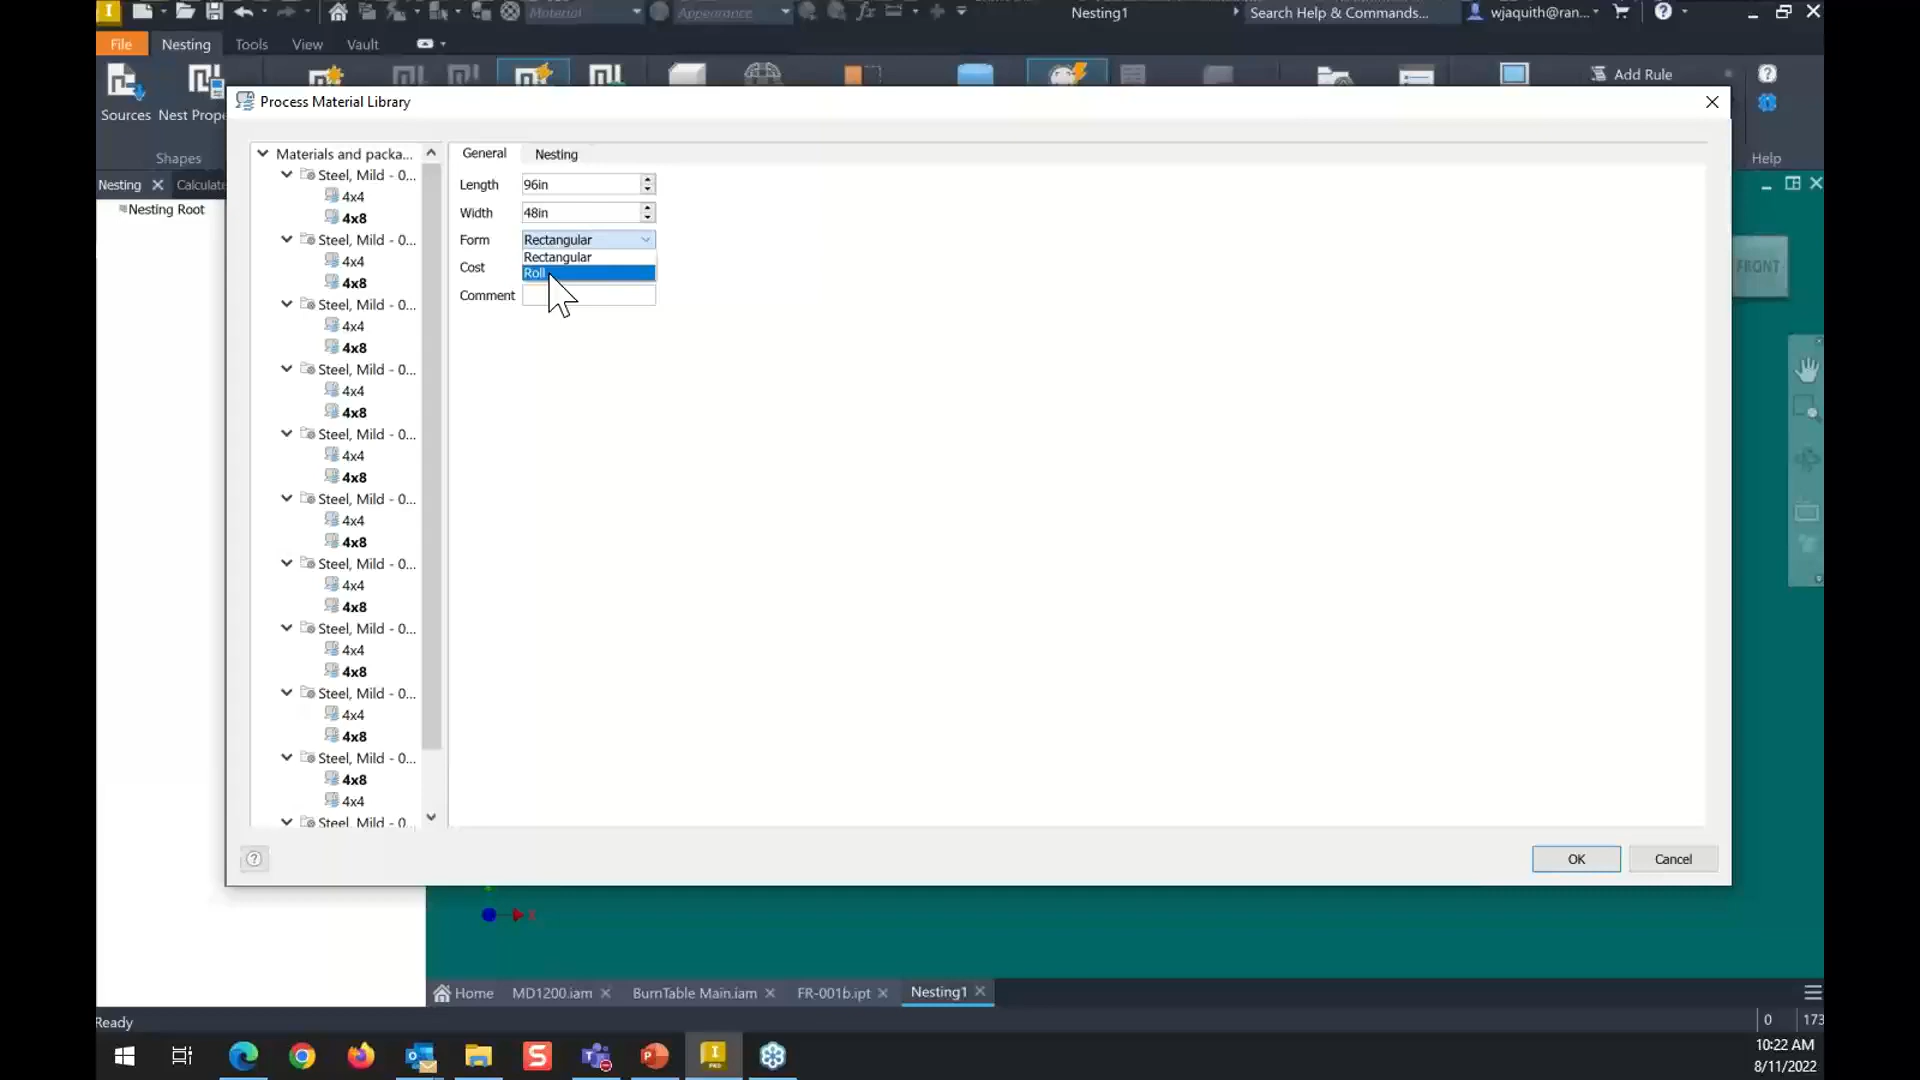 Material
Appearance
Nesting1
Search Help & Commands...
wjaquith@ran...
File
Nesting
Tools
View
Vault
Add Rule
Sources
Nest Prop
Shapes
Help
Process Material Library
Nesting
Calculate
Nesting Root
Materials and packa...
Steel, Mild - 0...
4x4
4x8
Steel, Mild - 0...
4x4
4x8
Steel, Mild - 0...
4x4
4x8
Steel, Mild - 0...
4x4
4x8
Steel, Mild - 0...
4x4
4x8
Steel, Mild - 0...
4x4
4x8
Steel, Mild - 0...
4x4
4x8
Steel, Mild - 0...
4x4
4x8
Steel, Mild - 0...
4x4
4x8
Steel, Mild - 0...
4x8
4x4
Steel, Mild - 0
General
Nesting
Length
96in
Width
48in
Form
Rectangular
Rectangular
Cost
Roll
Comment
FRONT
OK
Cancel
X
Home
MD1200.iam
BurnTable Main.iam
FR-001b.ipt
Nesting1
Ready
0
173
10:22 AM
8/11/2022